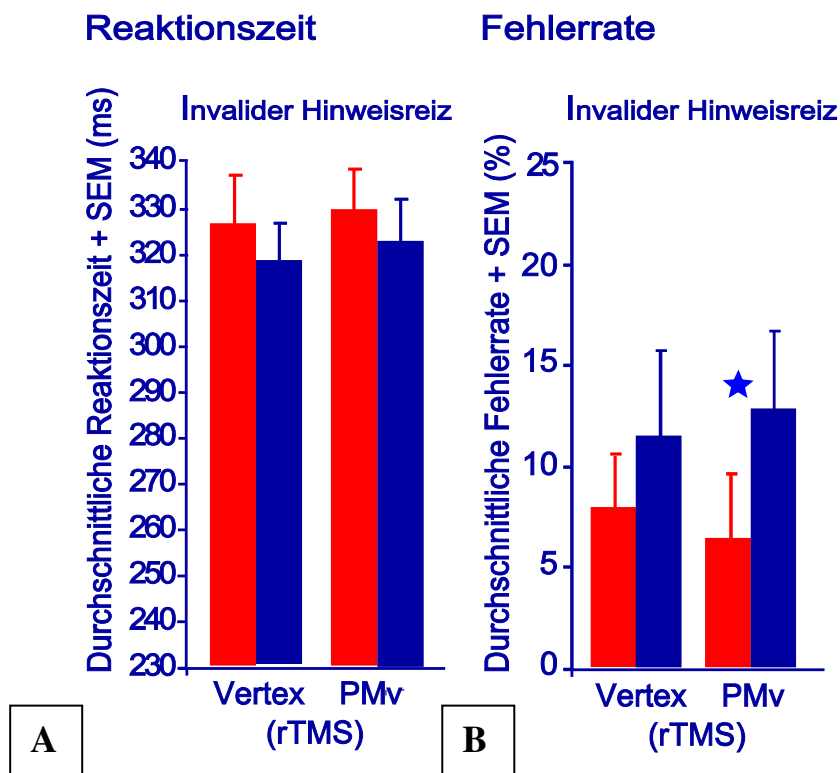 Reaktionszeit
Invalider Hinweisreiz
Durchschnittliche Reaktionszeit + SEM (ms)
340
330
320
310
300
290
280
270
260
250
240
230
Vertex PMv
(rTMS)
A
Fehlerrate
Invalider Hinweisreiz
Durchschnittliche Fehlerrate + SEM (%)
25
20
15
10
5
0
Vertex PMv
(rTMS)
B